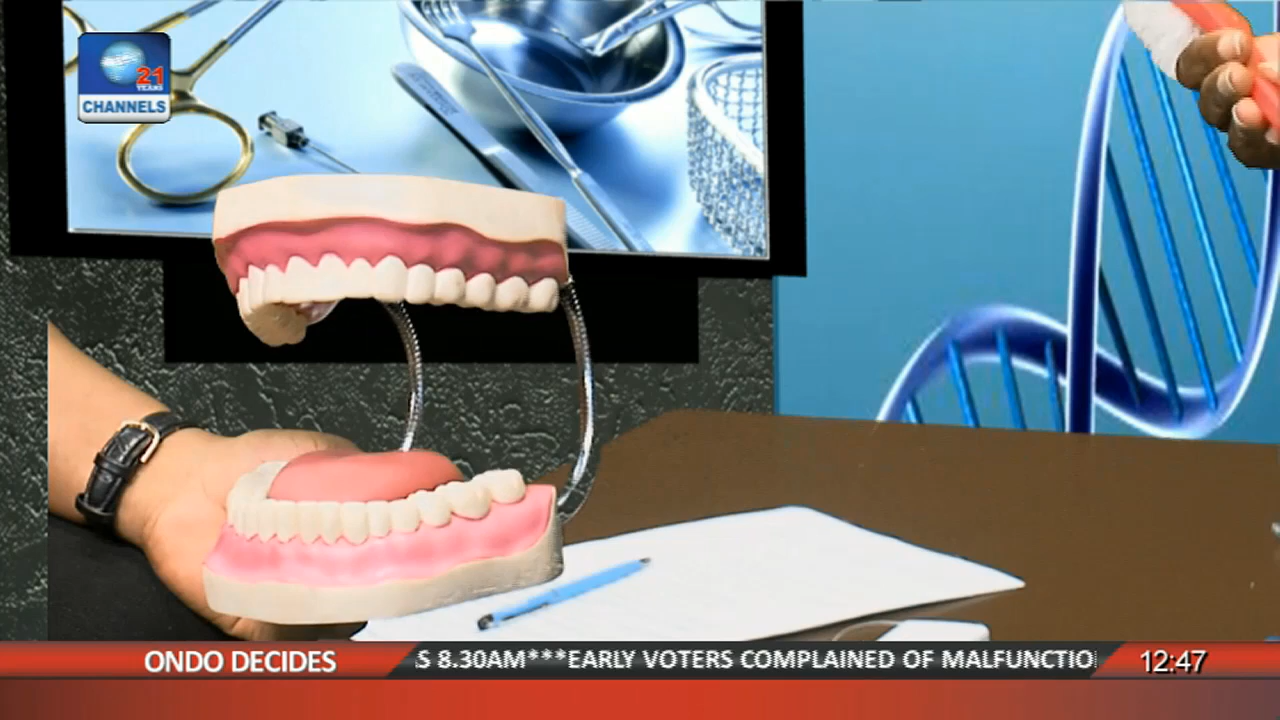 21
YEARS
CHANNELS
ONDO DECIDES
S 8.30AM***EARLY VOTERS COMPLAINED OF MALFUNCTIO
12:47